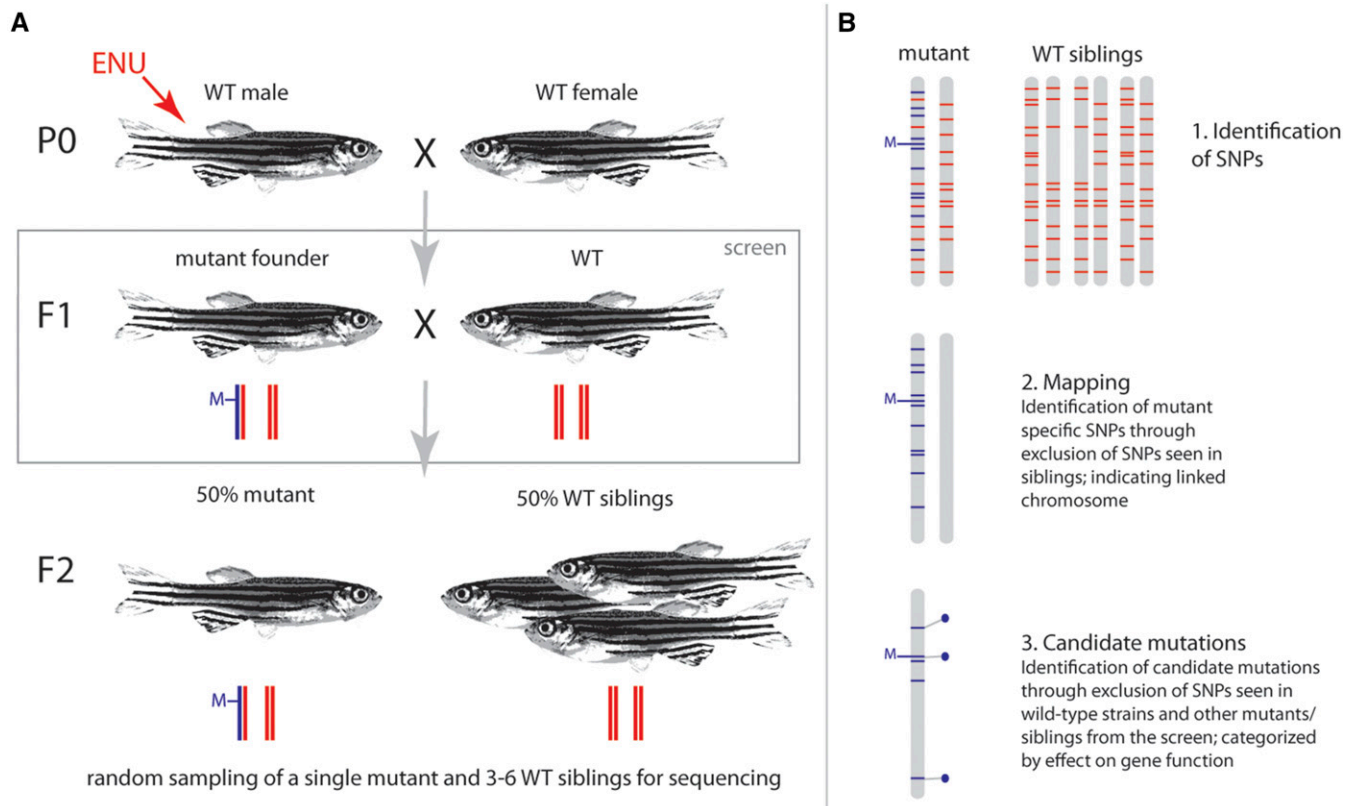 A
ENU
WT male
WT female
P0
X
screen
mutant founder
WT
F1
X
M
50% mutant
50% WT siblings
F2
M
random sampling of a single mutant and 3-6 WT siblings for sequencing
B
mutant
WT siblings
M
1. Identification
of SNPs
M
2. Mapping
Identification of mutant
specific SNPs through
exclusion of SNPs seen in
siblings; indicating linked
chromosome
M
3. Candidate mutations
Identification of candidate mutations
through exclusion of SNPs seen in
wild-type strains and other mutants/
siblings from the screen; categorized
by effect on gene function